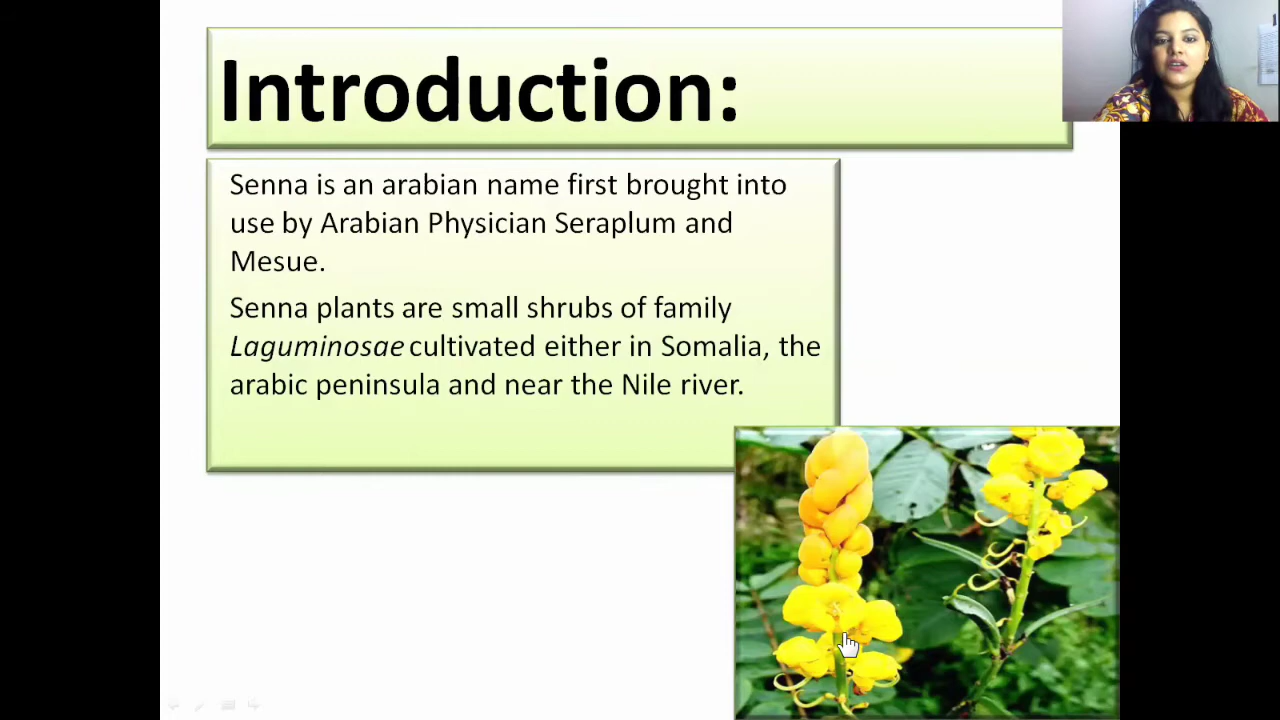 Introduction:
Senna is an arabian name first brought into
use by Arabian Physician Seraplum and
Mesue.
Senna plants are small shrubs of family
Laguminosae cultivated either in Somalia, the
arabic peninsula and near the Nile river.